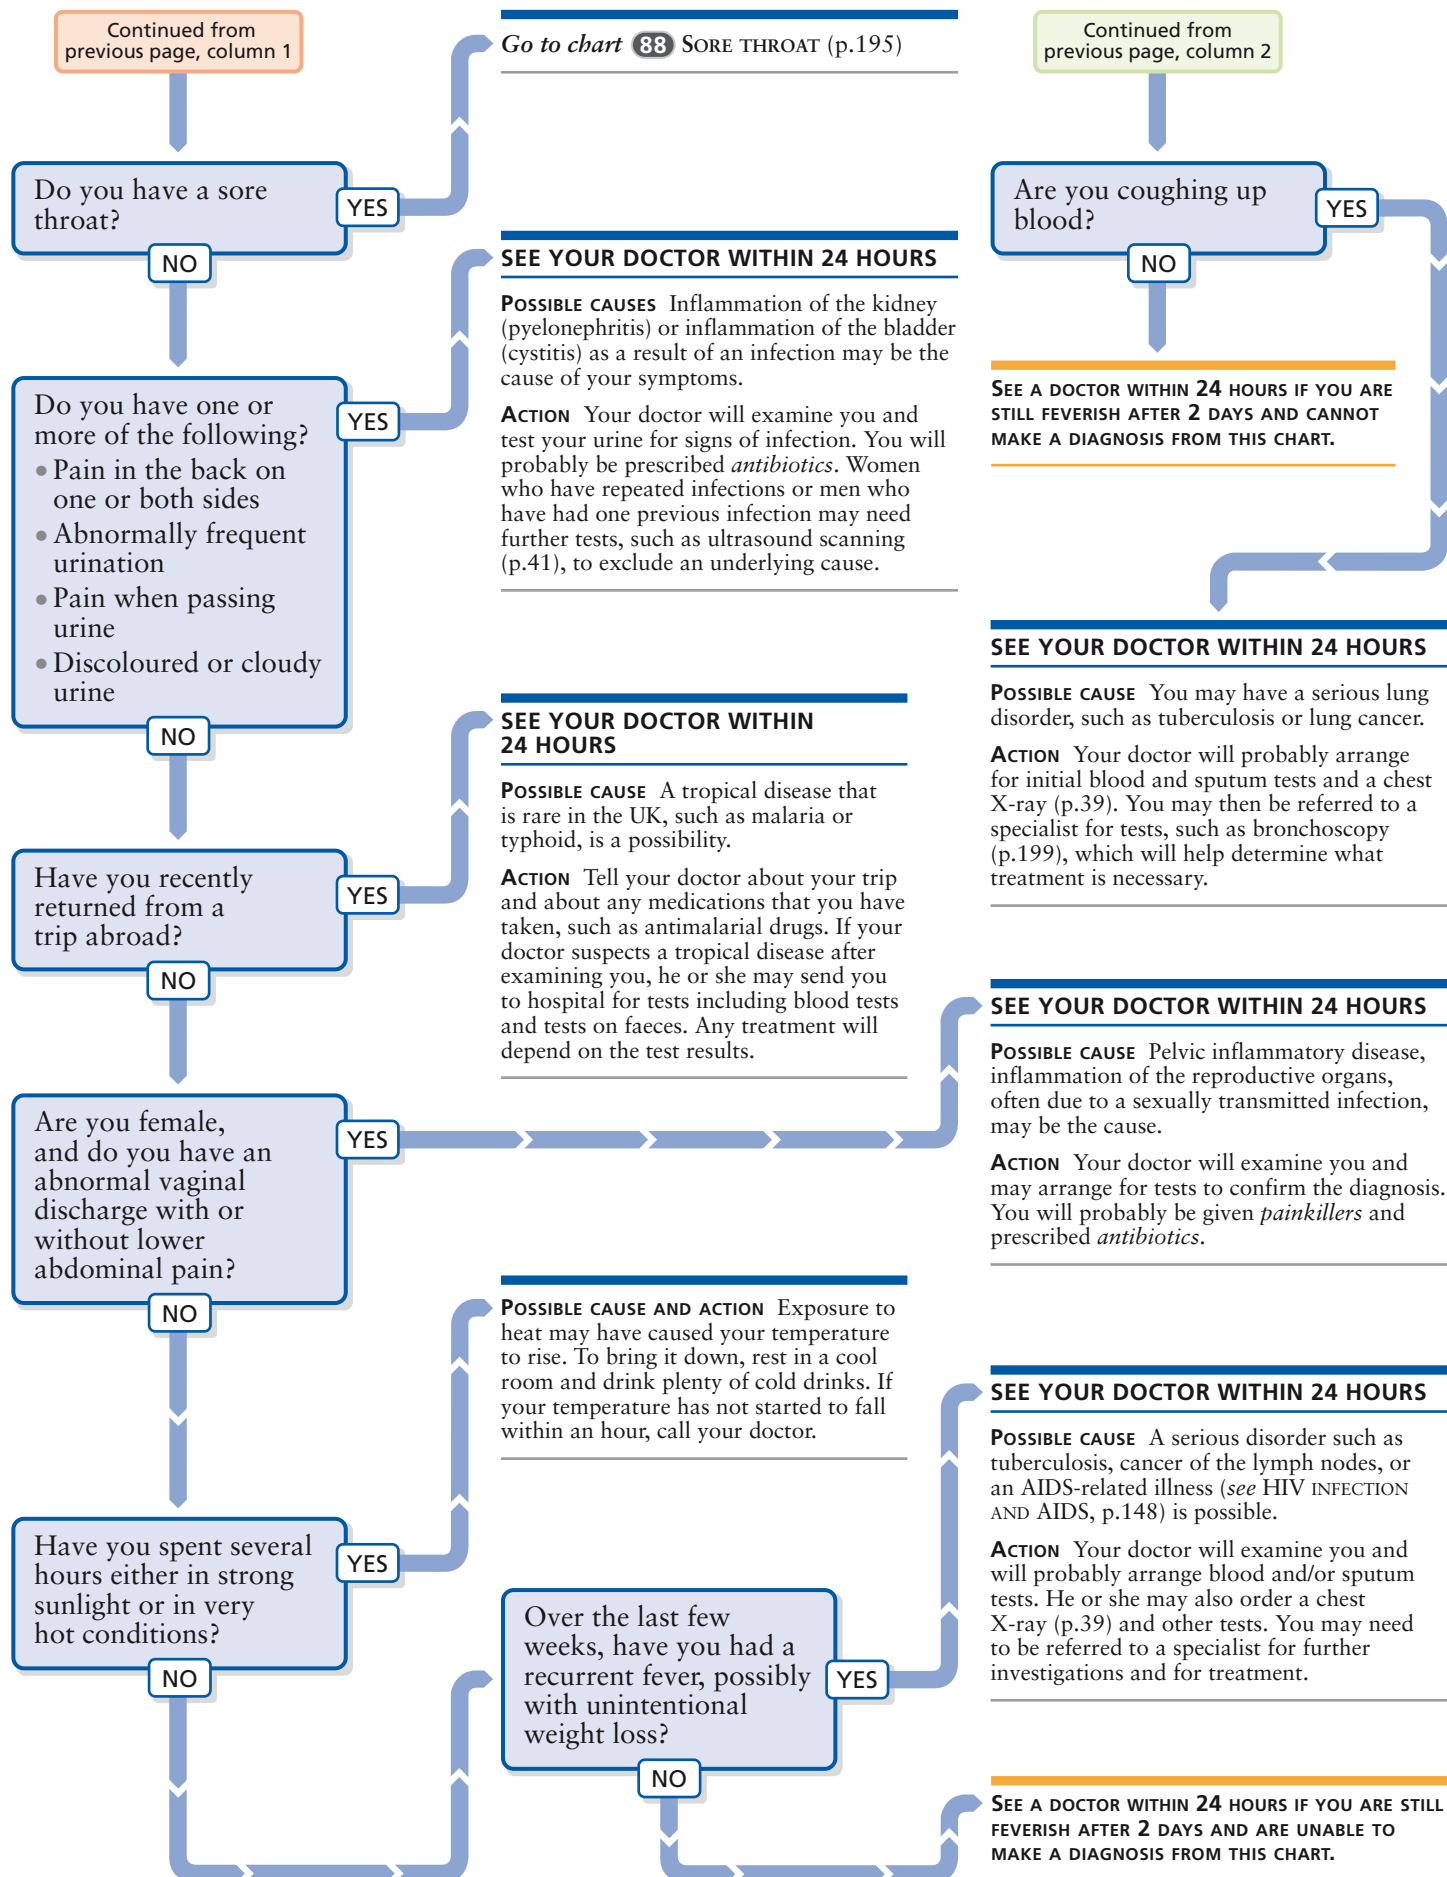 Continued from
previous page, column 1
Go to chart 88 SORE THROAT (p.195)
Do you have a sore
throat?
YES
NO
SEE YOUR DOCTOR WITHIN 24 HOURS
POSSIBLE CAUSES Inflammation of the kidney
(pyelonephritis) or inflammation of the bladder
(cystitis) as a result of an infection may be the
cause of your symptoms.
ACTION Your doctor will examine you and
test your urine for signs of infection. You will
probably be prescribed antibiotics. Women
who have repeated infections or men who
have had one previous infection may need
further tests, such as ultrasound scanning
(p.41), to exclude an underlying cause.
Do you have one or
more of the following?
• Pain in the back on
one or both sides
• Abnormally frequent
urination
• Pain when passing
urine
• Discoloured or cloudy
urine
YES
NO
SEE YOUR DOCTOR WITHIN
24 HOURS
POSSIBLE CAUSE A tropical disease that
is rare in the UK, such as malaria or
typhoid, is a possibility.
ACTION Tell your doctor about your trip
and about any medications that you have
taken, such as antimalarial drugs. If your
doctor suspects a tropical disease after
examining you, he or she may send you
to hospital for tests including blood tests
and tests on faeces. Any treatment will
depend on the test results.
Have you recently
returned from a
trip abroad?
YES
NO
Are you female,
and do you have an
abnormal vaginal
discharge with or
without lower
abdominal pain?
YES
NO
SEE YOUR DOCTOR WITHIN 24 HOURS
POSSIBLE CAUSE Pelvic inflammatory disease,
inflammation of the reproductive organs,
often due to a sexually transmitted infection,
may be the cause.
ACTION Your doctor will examine you and
may arrange for tests to confirm the diagnosis.
You will probably be given painkillers and
prescribed antibiotics.
POSSIBLE CAUSE AND ACTION Exposure to
heat may have caused your temperature
to rise. To bring it down, rest in a cool
room and drink plenty of cold drinks. If
your temperature has not started to fall
within an hour, call your doctor.
Have you spent several
hours either in strong
sunlight or in very
hot conditions?
YES
NO
Over the last few
weeks, have you had a
recurrent fever, possibly
with unintentional
weight loss?
YES
NO
SEE YOUR DOCTOR WITHIN 24 HOURS
POSSIBLE CAUSE A serious disorder such as
tuberculosis, cancer of the lymph nodes, or
an AIDS-related illness (see HIV INFECTION
AND AIDS, p.148) is possible.
ACTION Your doctor will examine you and
will probably arrange blood and/or sputum
tests. He or she may also order a chest
X-ray (p.39) and other tests. You may need
to be referred to a specialist for further
investigations and for treatment.
SEE A DOCTOR WITHIN 24 HOURS IF YOU ARE STILL
FEVERISH AFTER 2 DAYS AND ARE UNABLE TO
MAKE A DIAGNOSIS FROM THIS CHART.
Continued from
previous page, column 2
Are you coughing up
blood?
YES
NO
SEE A DOCTOR WITHIN 24 HOURS IF YOU ARE
STILL FEVERISH AFTER 2 DAYS AND CANNOT
MAKE A DIAGNOSIS FROM THIS CHART.
SEE YOUR DOCTOR WITHIN 24 HOURS
POSSIBLE CAUSE You may have a serious lung
disorder, such as tuberculosis or lung cancer.
ACTION Your doctor will probably arrange
for initial blood and sputum tests and a chest
X-ray (p.39). You may then be referred to a
specialist for tests, such as bronchoscopy
(p.199), which will help determine what
treatment is necessary.